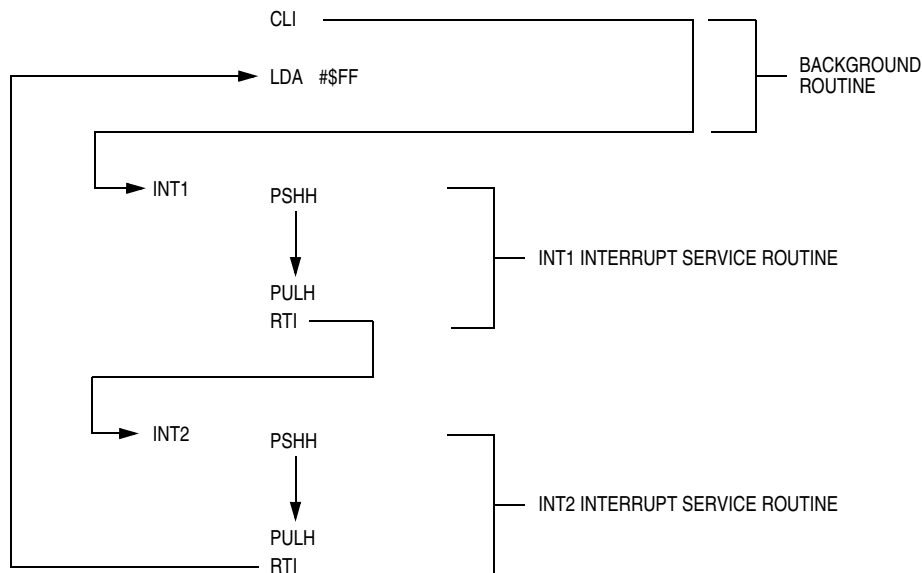 CLI
LDA #$FF
BACKGROUND
ROUTINE
INT1
PSHH
INT1 INTERRUPT SERVICE ROUTINE
PULH
RTI
INT2
PSHH
INT2 INTERRUPT SERVICE ROUTINE
PULH
RTI